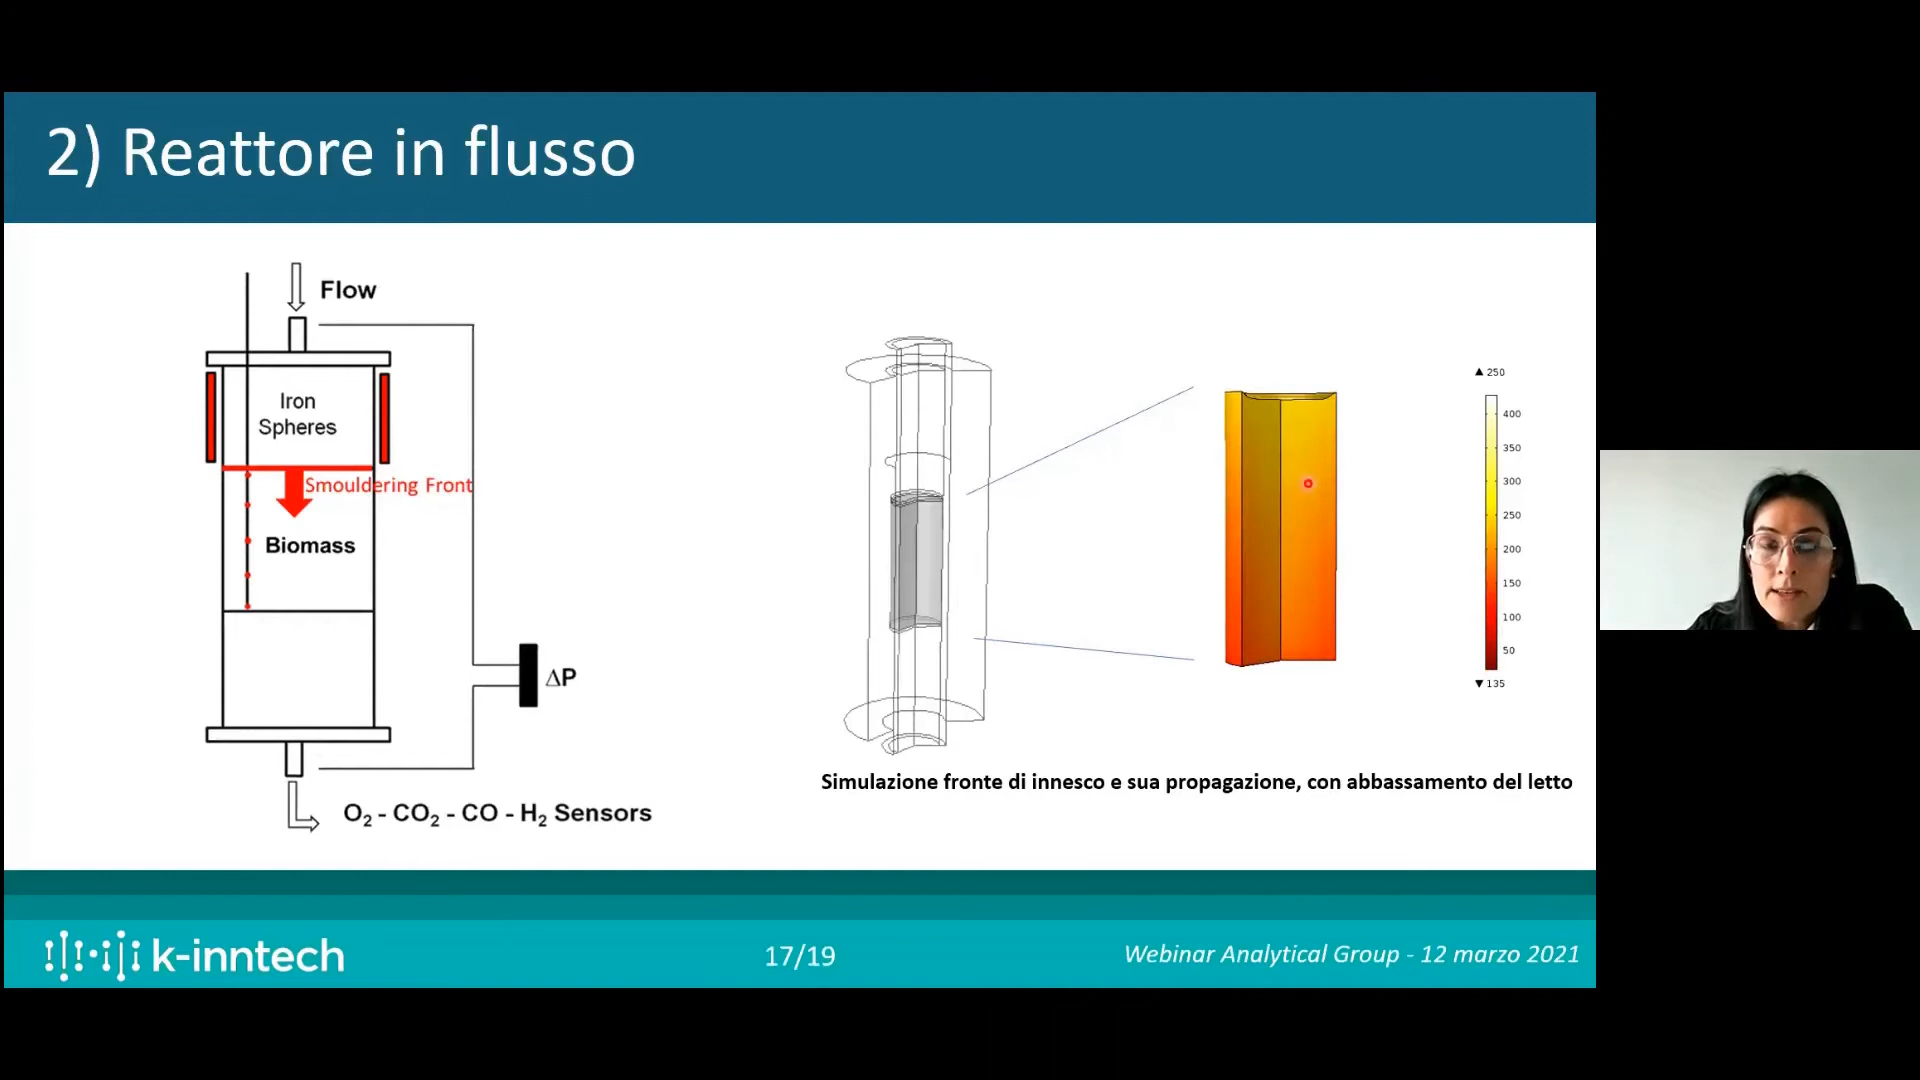 2) Reattore in flusso
Flow
Iron
Spheres
Smouldering Front
Biomass
ΔP
O₂ - CO₂ - CO - H₂ Sensors
▲ 250
400
350
300
250
200
150
100
50
▼ 135
Simulazione fronte di innesco e sua propagazione, con abbassamento del letto
k-inntech
17/19
Webinar Analytical Group - 12 marzo 2021